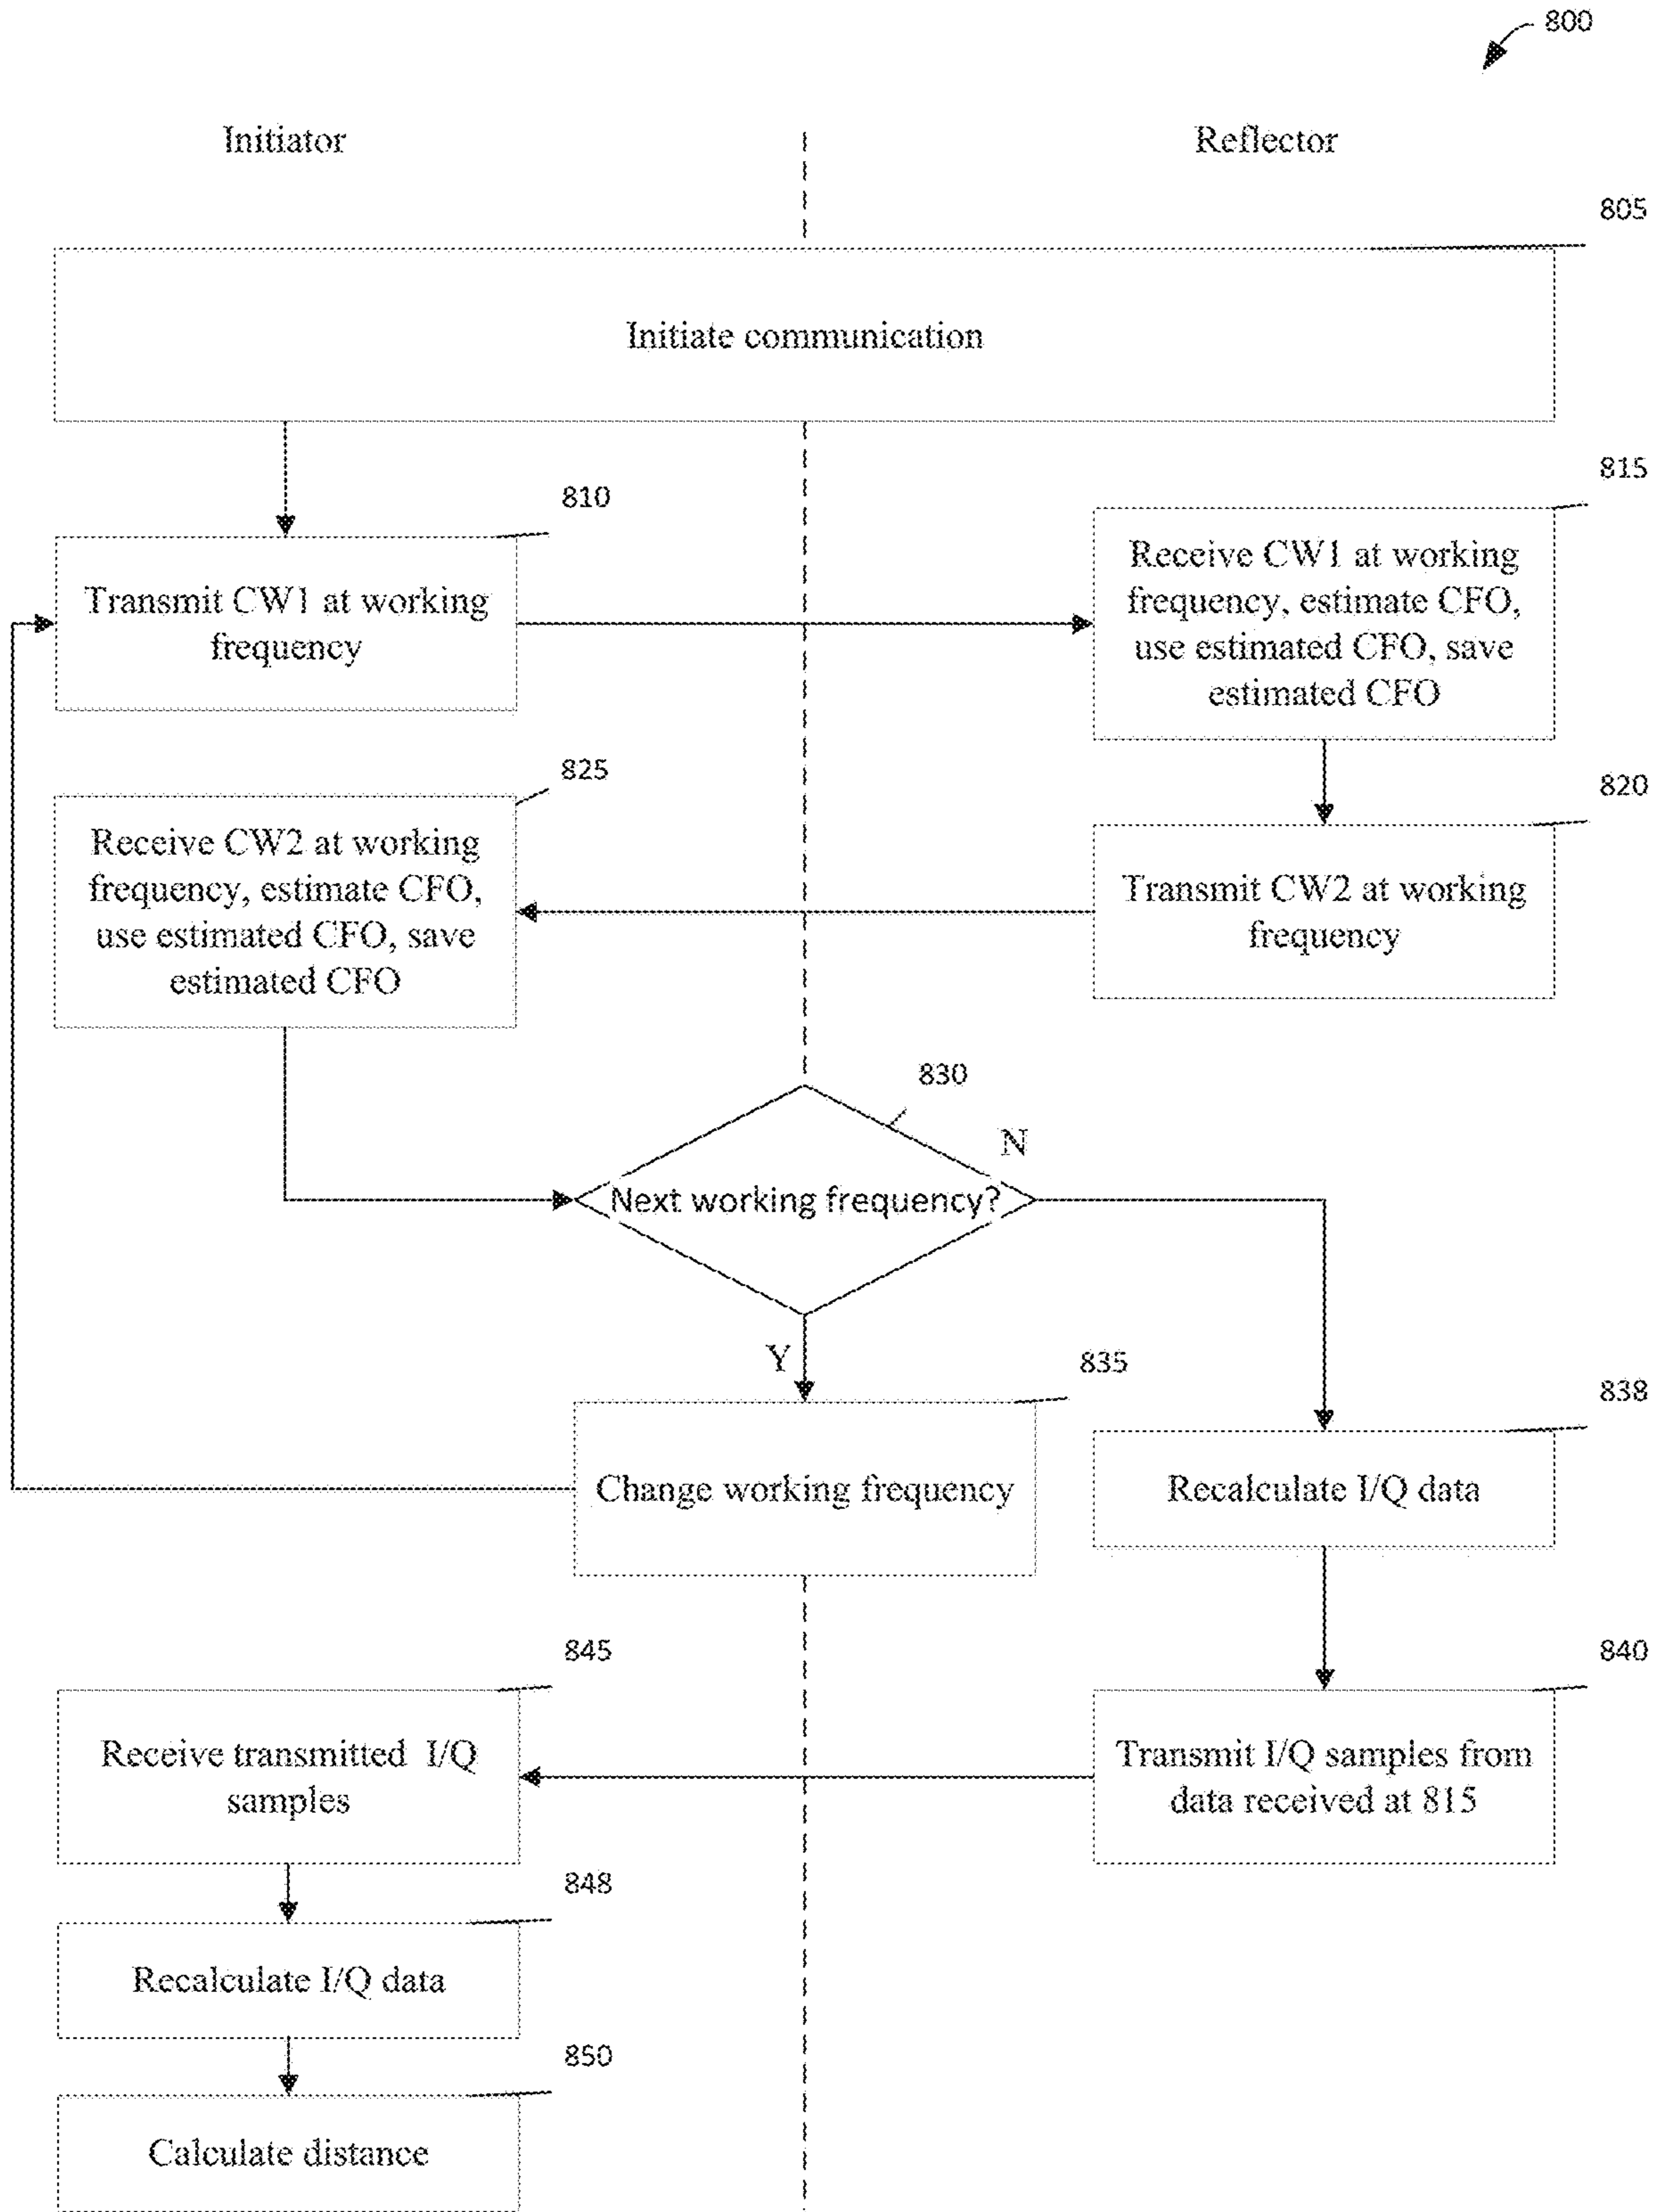 800
Initiator
Reflector
805
Initiate communication
815
810
Receive CW1 at working
frequency, estimate CFO,
use estimated CFO, save
estimated CFO
Transmit CW1 at working
frequency
825
820
Receive CW2 at working
frequency, estimate CFO,
use estimated CFO, save
estimated CFO
Transmit CW2 at working
frequency
830
N
Next working frequency?
Y
835
838
Change working frequency
Recalculate I/Q data
845
840
Receive transmitted I/Q
samples
Transmit I/Q samples from
data received at 815
848
Recalculate I/Q data
850
Calculate distance